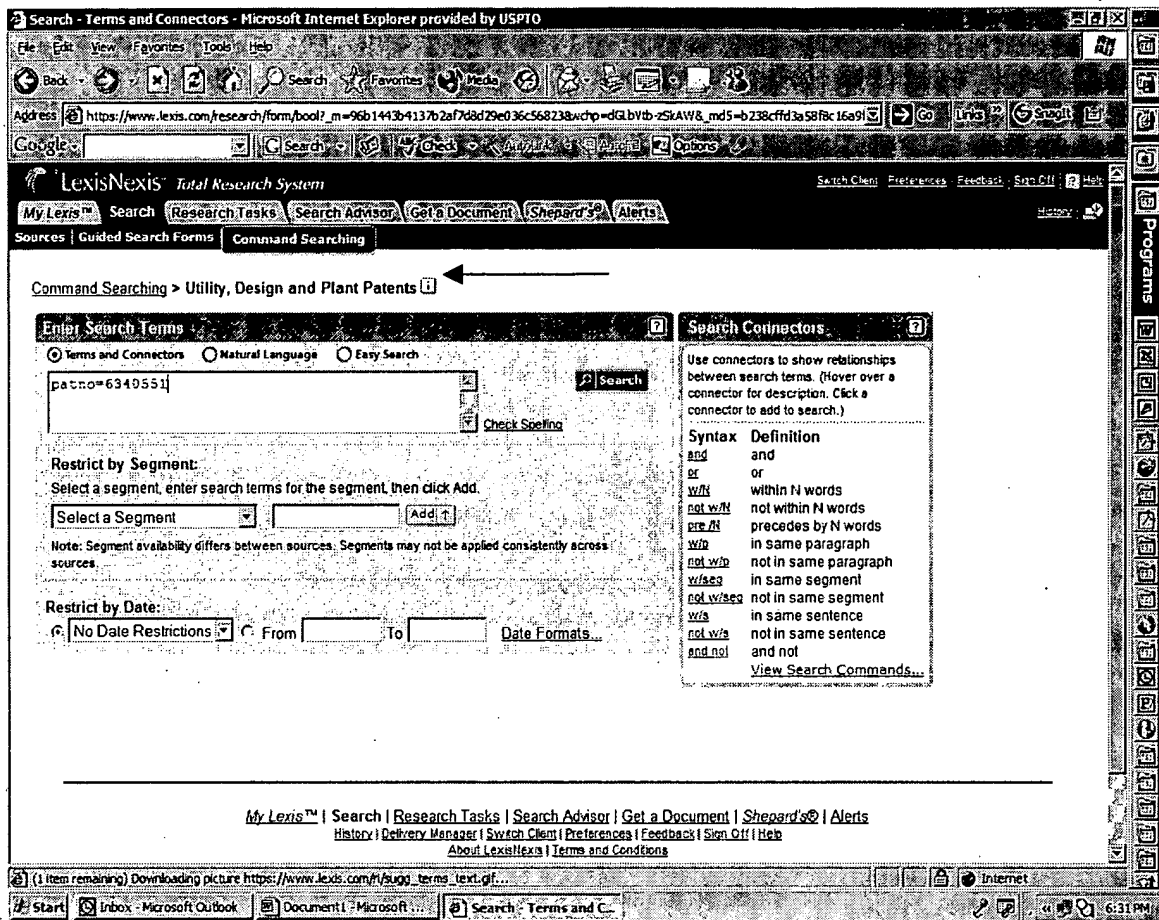 Search - Terms and Connectors - Microsoft Internet Explorer provided by USPTO
File Edit View Favorites Tools Help
Back Search Favorites Media
Address https://www.lexis.com/research/form/bool?_m=96b1443b4137b2af7d8d29e036c56823&wchp=dGLbVtb-zSkAW&_md5=b238cffd3a58f8c16a9f Go Links SnagIt
Google Search Check AutoLink AutoFill Options
LexisNexis™ Total Research System
Switch Client Preferences Feedback Sign Off ? Help
My Lexis™ Search Research Tasks Search Advisor Get a Document Shepard's® Alerts
History
Sources | Guided Search Forms | Command Searching
Command Searching > Utility, Design and Plant Patents i
Enter Search Terms ?
Terms and Connectors Natural Language Easy Search
patno=6340551
Search
Check Spelling
Restrict by Segment:
Select a segment, enter search terms for the segment, then click Add.
Select a Segment Add ↑
Note: Segment availability differs between sources. Segments may not be applied consistently across
sources.
Restrict by Date:
No Date Restrictions From To Date Formats...
Search Connectors ?
Use connectors to show relationships
between search terms. (Hover over a
connector for description. Click a
connector to add to search.)
Syntax Definition
and and
or or
w/N within N words
not w/N not within N words
pre /N precedes by N words
w/p in same paragraph
not w/p not in same paragraph
w/seg in same segment
not w/seg not in same segment
w/s in same sentence
not w/s not in same sentence
and not and not
View Search Commands...
My Lexis™ | Search | Research Tasks | Search Advisor | Get a Document | Shepard's® | Alerts
History | Delivery Manager | Switch Client | Preferences | Feedback | Sign Off | Help
About LexisNexis | Terms and Conditions
(1 item remaining) Downloading picture https://www.lexis.com/ri/sugg_terms_text.gif... Internet
Start Inbox - Microsoft Outlook Document1 - Microsoft ... Search - Terms and C... 6:31 PM
Programs